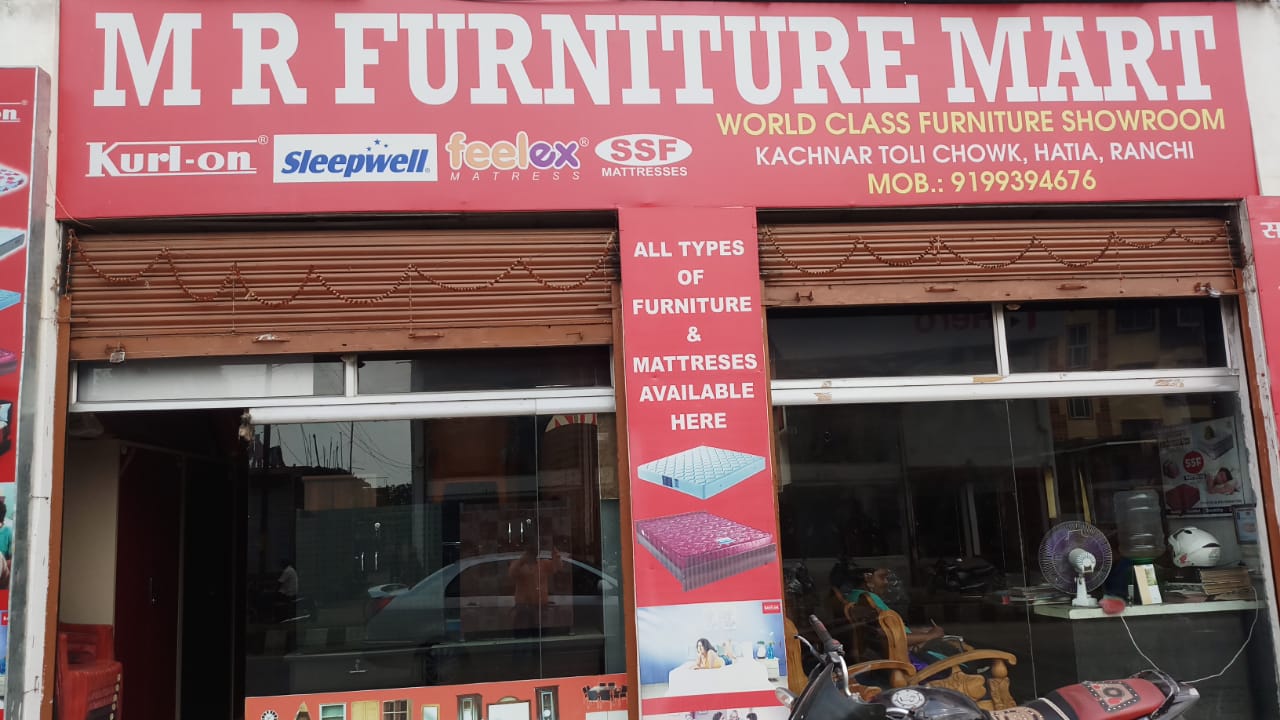 M R FURNITURE MART
WORLD CLASS FURNITURE SHOWROOM
KACHNAR TOLI CHOWK, HATIA, RANCHI
MOB.: 9199394676
Kurl-on®
Sleepwell®
feelex®
MATRESS
SSF
MATTRESSES
ALL TYPES
OF
FURNITURE
&
MATTRESES
AVAILABLE
HERE
SSF